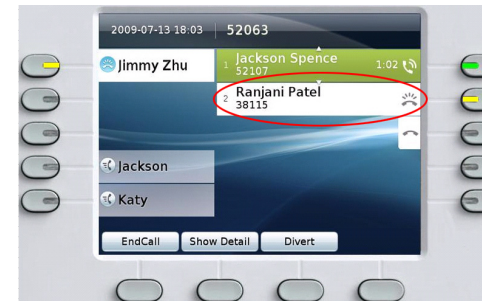 2009-07-13 18:03 52063
Jimmy Zhu
1 Jackson Spence 1:02
52107
2 Ranjani Patel
38115
Jackson
Katy
EndCall Show Detail Divert